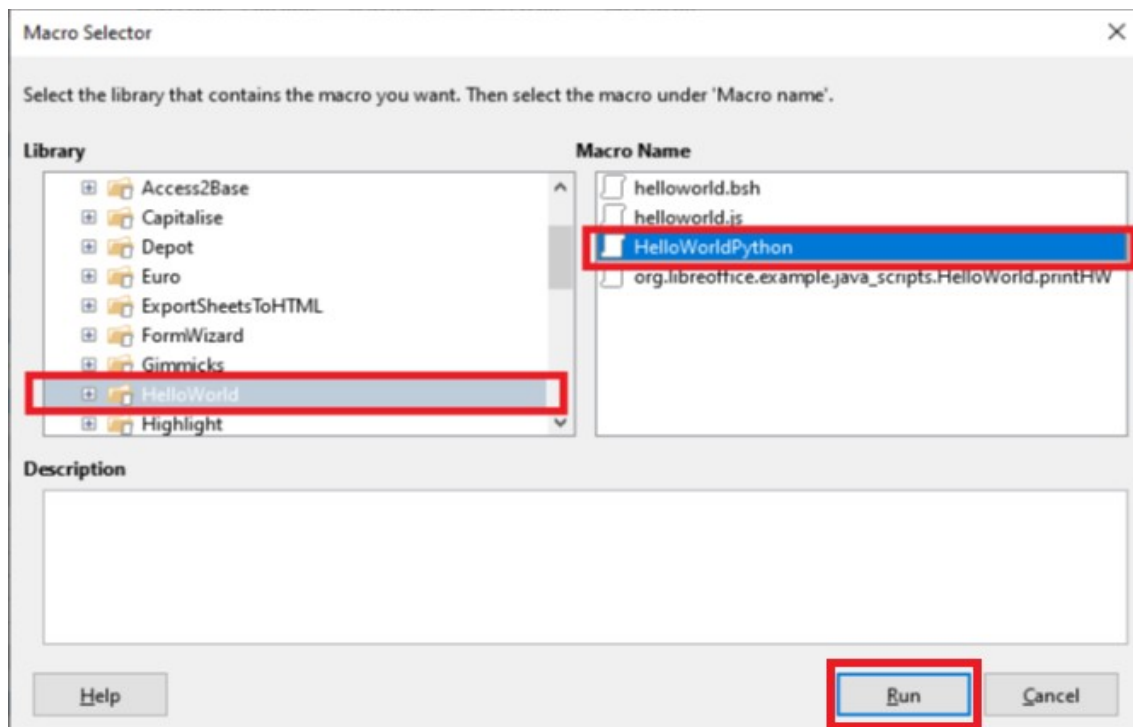 Macro Selector
Select the library that contains the macro you want. Then select the macro under 'Macro name'.
Library
Access2Base
Capitalise
Depot
Euro
ExportSheetsToHTML
FormWizard
Gimmicks
HelloWorld
Highlight
Macro Name
helloworld.bsh
helloworld.js
HelloWorldPython
org.libreoffice.example.java_scripts.HelloWorld.printHW
Description
Help
Run
Cancel